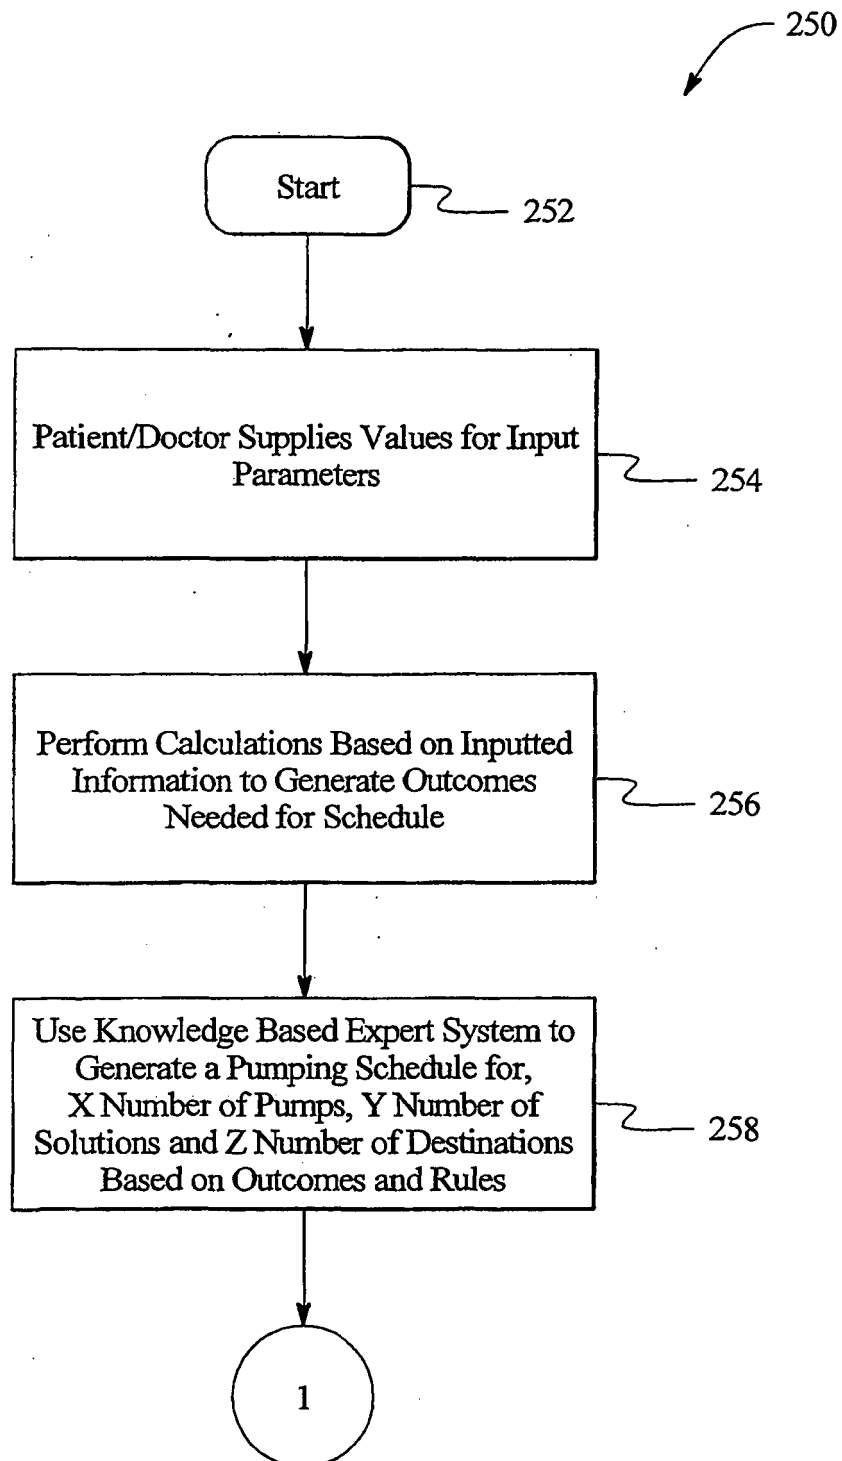 250
Start
252
Patient/Doctor Supplies Values for Input
Parameters
254
Perform Calculations Based on Inputted
Information to Generate Outcomes
Needed for Schedule
256
Use Knowledge Based Expert System to
Generate a Pumping Schedule for,
X Number of Pumps, Y Number of
Solutions and Z Number of Destinations
Based on Outcomes and Rules
258
1